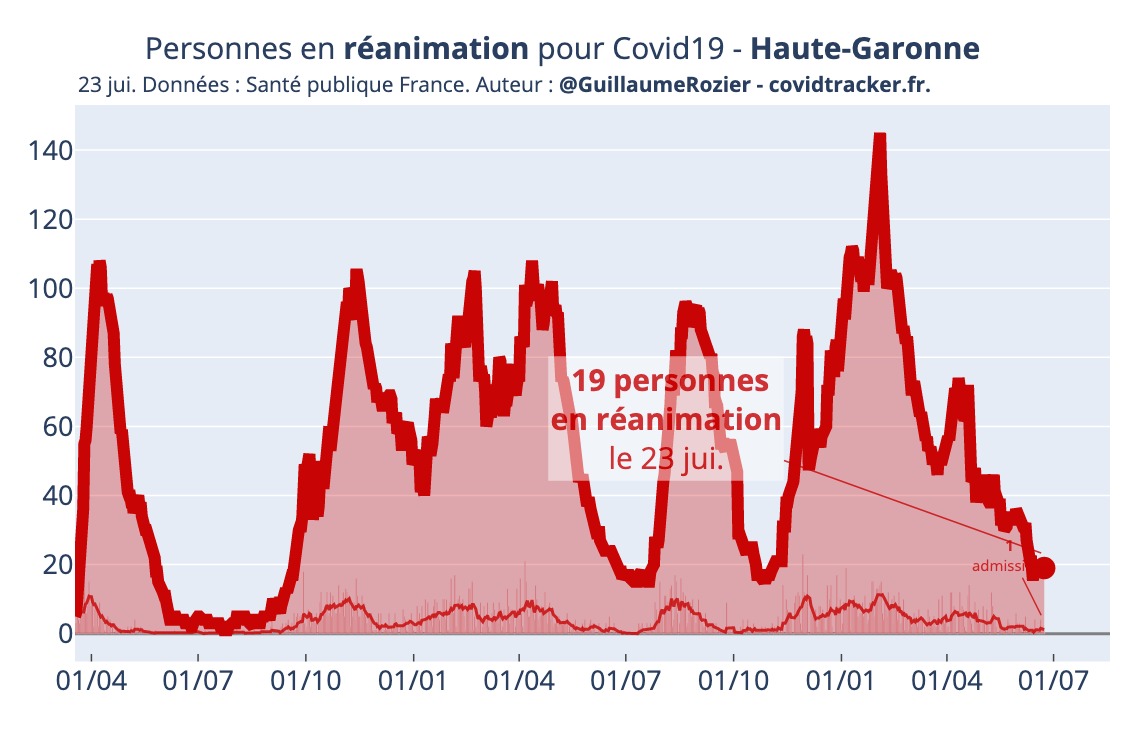 Personnes en réanimation pour Covid19 - Haute-Garonne
23 jui. Données : Santé publique France. Auteur : @GuillaumeRozier - covidtracker.fr.
140
120
100
80
60
40
20
0
19 personnes
en réanimation
le 23 jui.
1
admissi
01/04 01/07 01/10 01/01 01/04 01/07 01/10 01/01 01/04 01/07